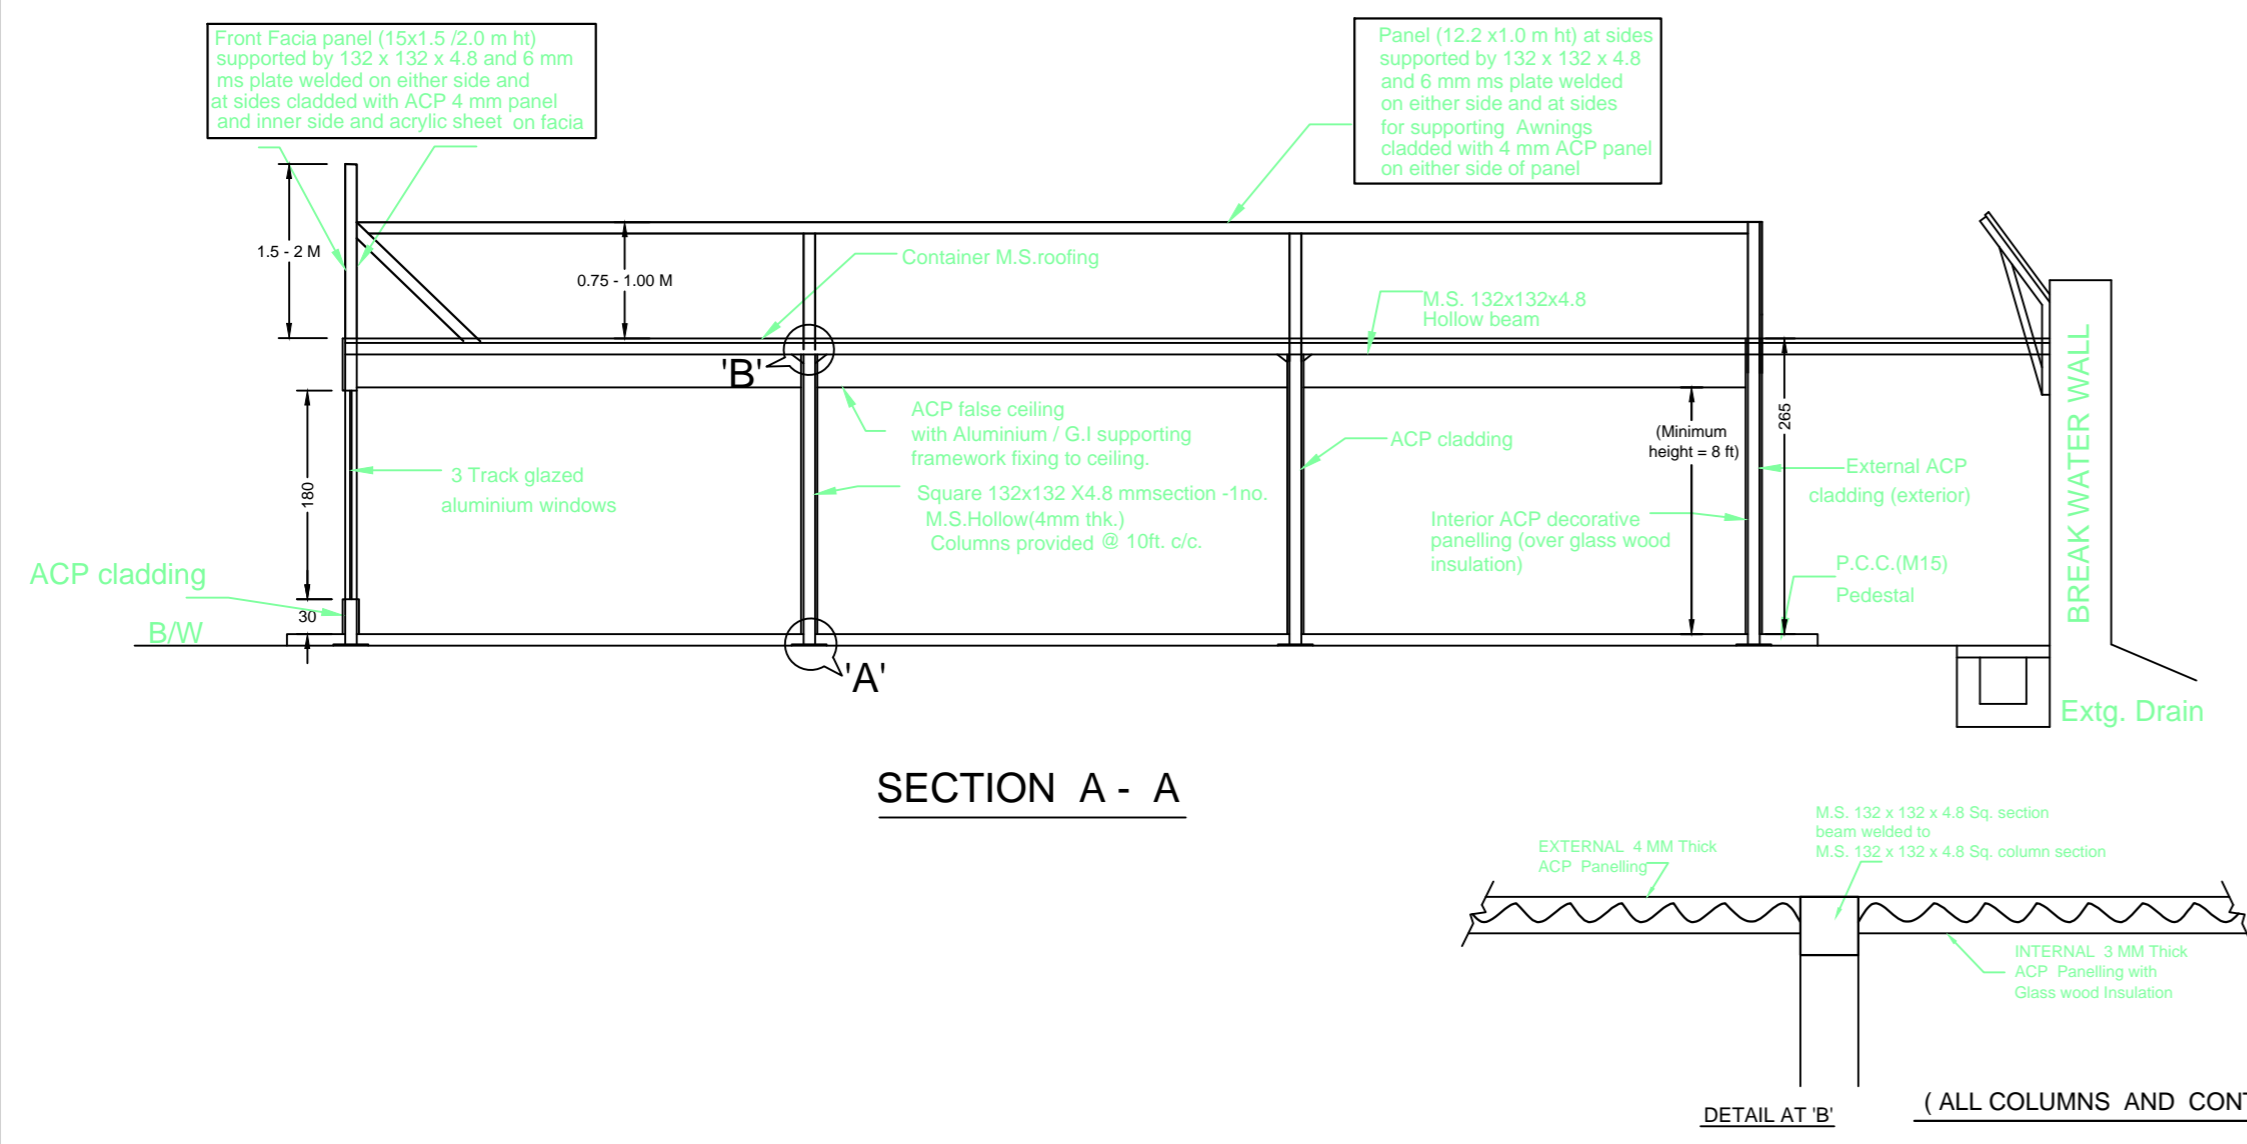 Front Facia panel (15x1.5 /2.0 m ht)
supported by 132 x 132 x 4.8 and 6 mm
ms plate welded on either side and
at sides cladded with ACP 4 mm panel
and inner side and acrylic sheet on facia
Panel (12.2 x1.0 m ht) at sides
supported by 132 x 132 x 4.8
and 6 mm ms plate welded
on either side and at sides
for supporting Awnings
cladded with 4 mm ACP panel
on either side of panel
1.5 - 2 M
0.75 - 1.00 M
Container M.S.roofing
M.S. 132x132x4.8
Hollow beam
'B'
ACP false ceiling
with Aluminium / G.I supporting
framework fixing to ceiling.
ACP cladding
(Minimum
height = 8 ft)
265
BREAK WATER WALL
3 Track glazed
aluminium windows
180
Square 132x132 X4.8 mmsection -1no.
M.S.Hollow(4mm thk.)
Columns provided @ 10ft. c/c.
External ACP
cladding (exterior)
Interior ACP decorative
panelling (over glass wood
insulation)
P.C.C.(M15)
Pedestal
ACP cladding
30
B/W
'A'
Extg. Drain
SECTION A - A
M.S. 132 x 132 x 4.8 Sq. section
beam welded to
M.S. 132 x 132 x 4.8 Sq. column section
EXTERNAL 4 MM Thick
ACP Panelling
INTERNAL 3 MM Thick
ACP Panelling with
Glass wood Insulation
DETAIL AT 'B'
( ALL COLUMNS AND CONT